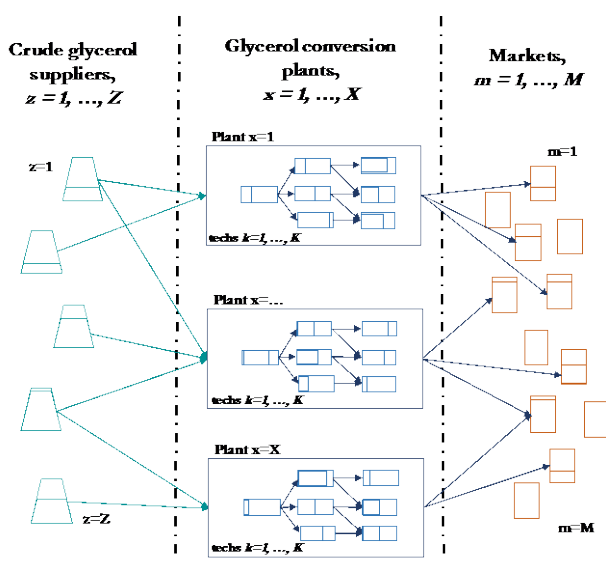 Crude glycerol
suppliers,
z = 1, ..., Z
Glycerol conversion
plants,
x = 1, ..., X
Markets,
m = 1, ..., M
z=1
Plant x=1
techs k=1, ..., K
m=1
Plant x=...
techs k=1, ..., K
Plant x=X
techs k=1, ..., K
z=Z
m=M